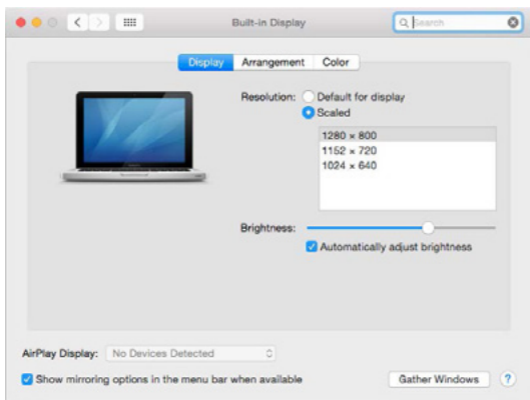 Built-in Display
Search
Display Arrangement Color
Resolution: Default for display
Scaled
1280 × 800
1152 × 720
1024 × 640
Brightness:
Automatically adjust brightness
AirPlay Display: No Devices Detected
Show mirroring options in the menu bar when available
Gather Windows ?